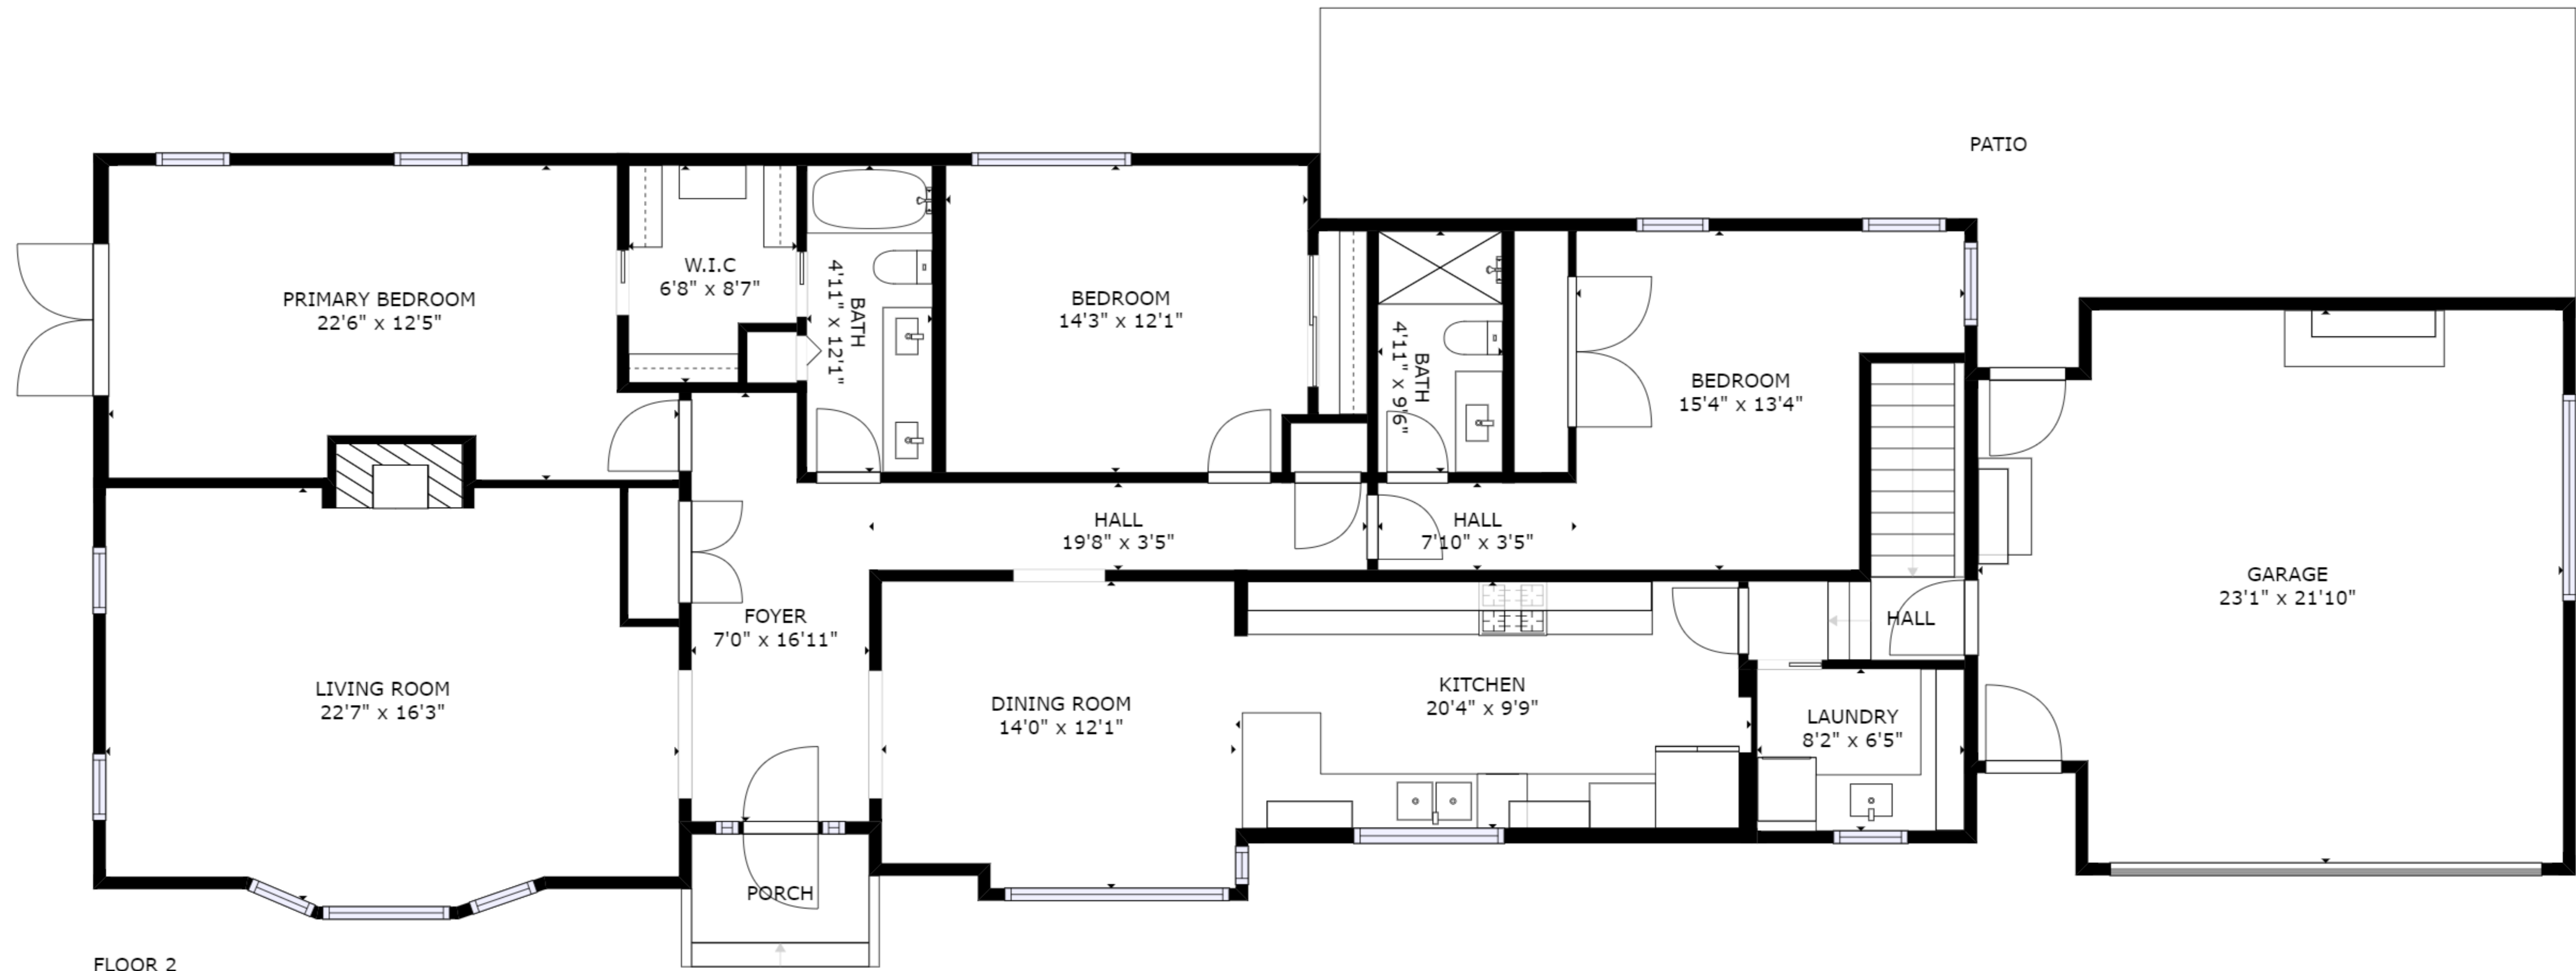 PATIO
PRIMARY BEDROOM
22'6" x 12'5"
W.I.C
6'8" x 8'7"
BATH
4'11" x 12'1"
BEDROOM
14'3" x 12'1"
BATH
4'11" x 9'6"
BEDROOM
15'4" x 13'4"
HALL
19'8" x 3'5"
HALL
7'10" x 3'5"
GARAGE
23'1" x 21'10"
FOYER
7'0" x 16'11"
HALL
LIVING ROOM
22'7" x 16'3"
DINING ROOM
14'0" x 12'1"
KITCHEN
20'4" x 9'9"
LAUNDRY
8'2" x 6'5"
PORCH
FLOOR 2